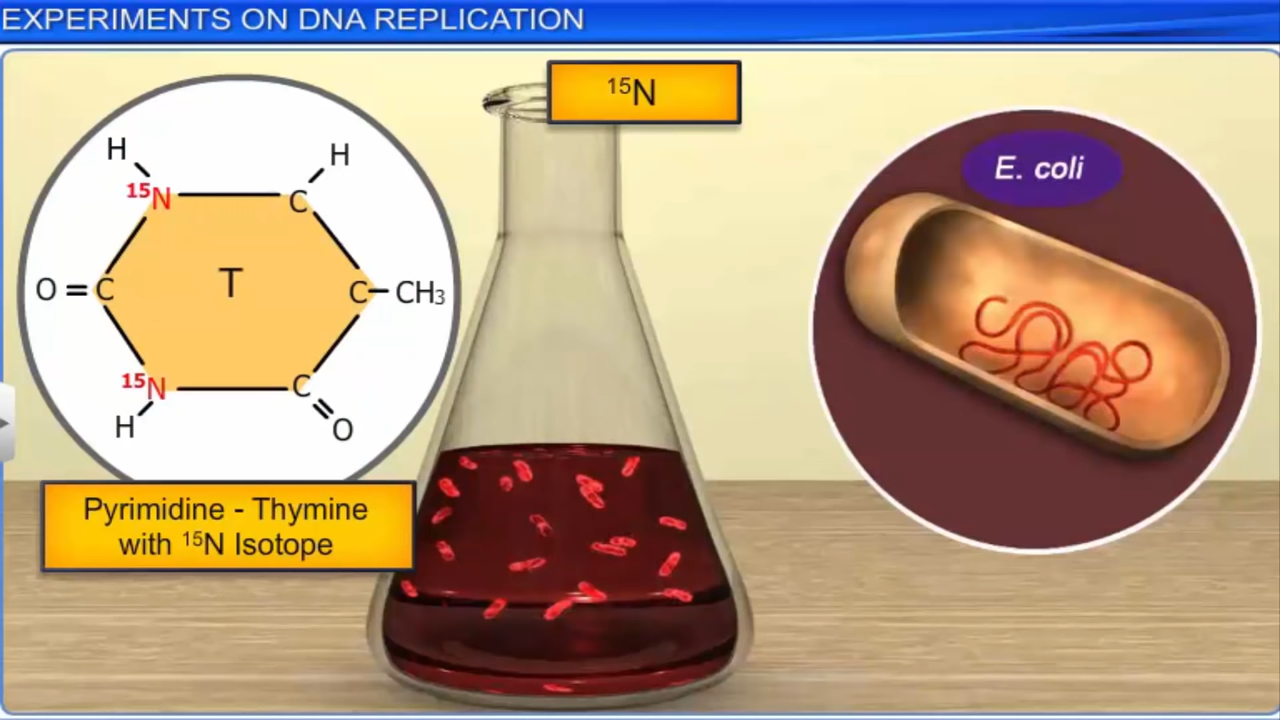 EXPERIMENTS ON DNA REPLICATION
¹⁵N
E. coli
H
H
¹⁵N
C
O=C
T
C-CH₃
¹⁵N
C
H
O
Pyrimidine - Thymine
with ¹⁵N Isotope